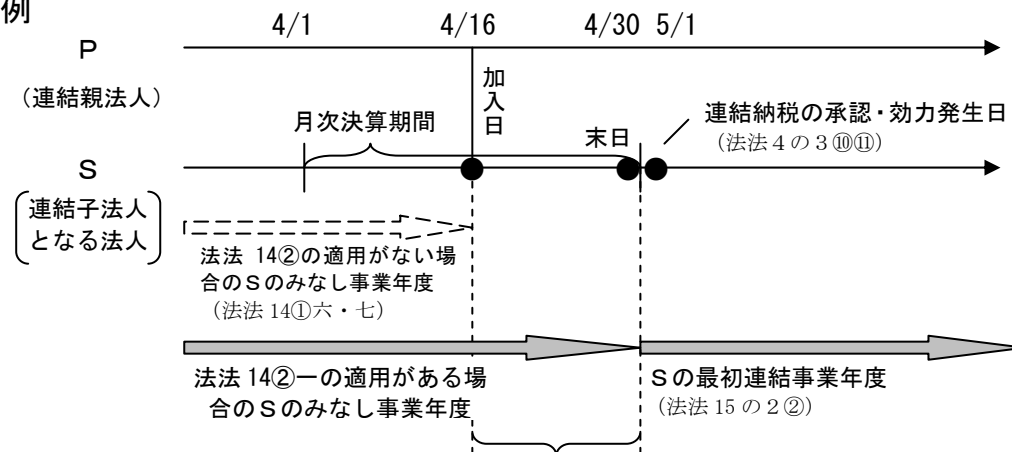 例
4/1 4/16 4/30 5/1
P
(連結親法人)
加入日
月次決算期間
末日
連結納税の承認・効力発生日
(法法4の3⑩⑪)
S
連結子法人
となる法人
法法 14②の適用がない場
合のSのみなし事業年度
(法法 14①六・七)
法法 14②一の適用がある場
合のSのみなし事業年度
Sの最初連結事業年度
(法法 15 の2②)